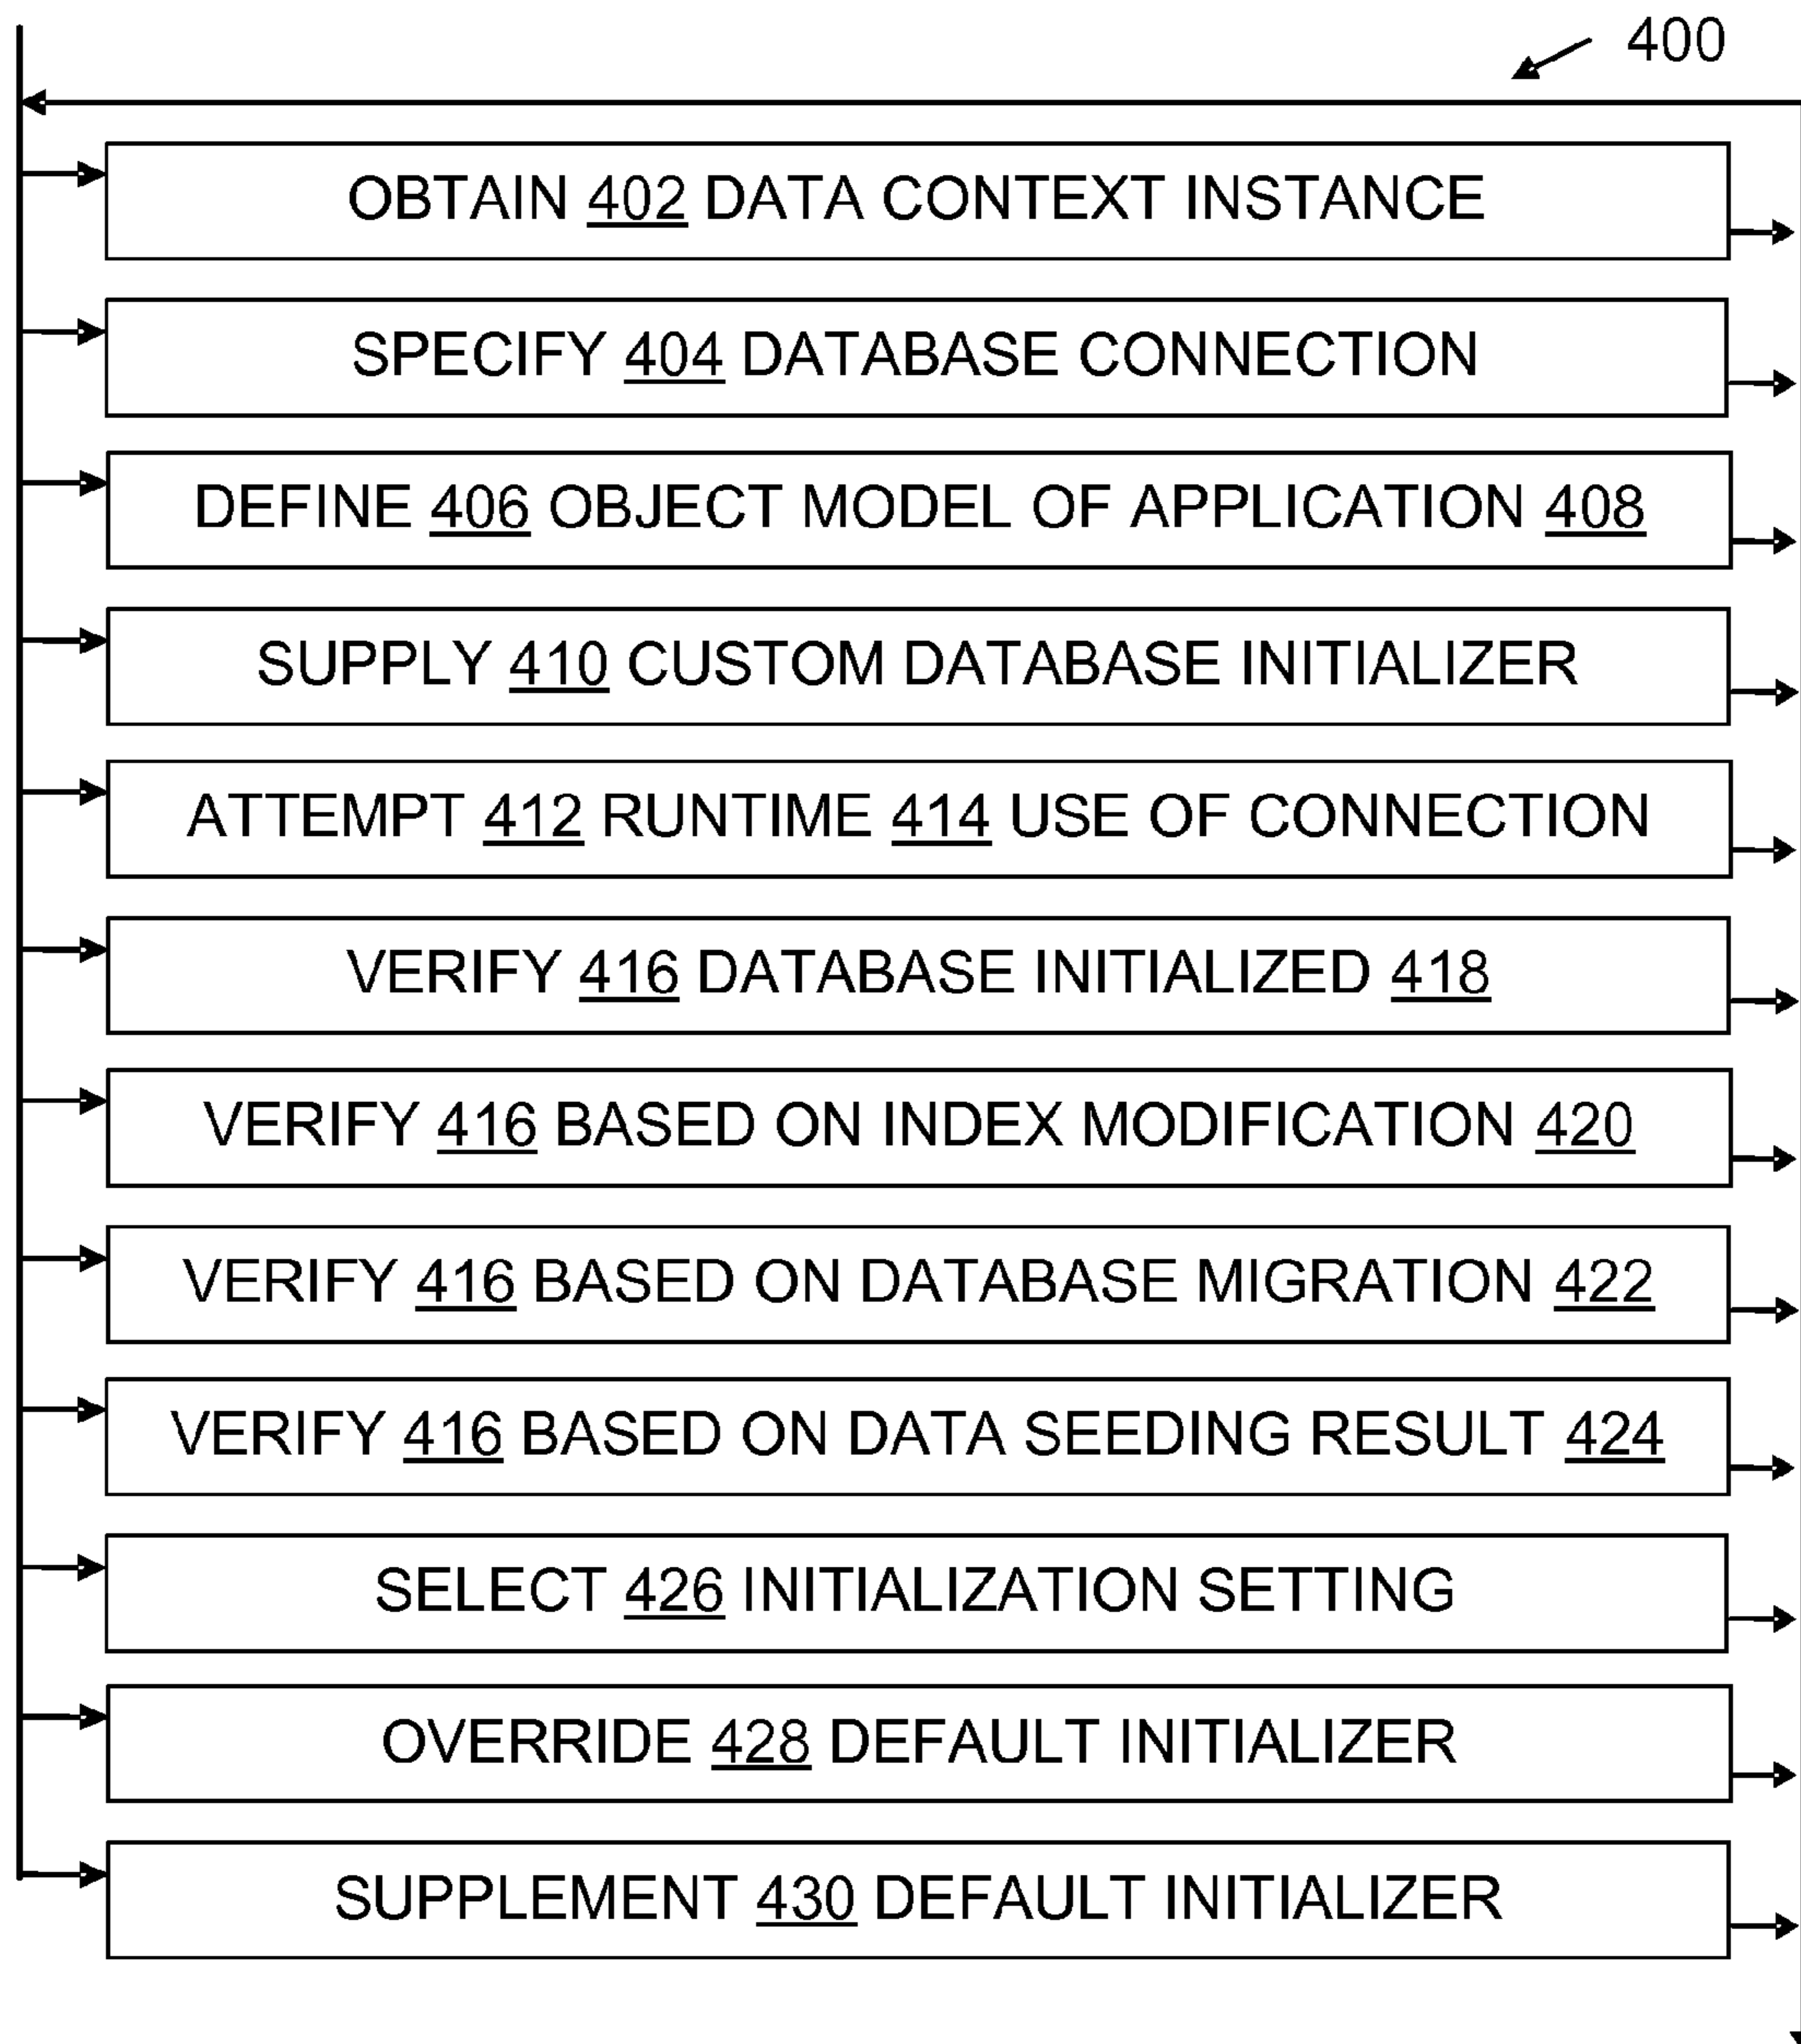 400
OBTAIN 402 DATA CONTEXT INSTANCE
SPECIFY 404 DATABASE CONNECTION
DEFINE 406 OBJECT MODEL OF APPLICATION 408
SUPPLY 410 CUSTOM DATABASE INITIALIZER
ATTEMPT 412 RUNTIME 414 USE OF CONNECTION
VERIFY 416 DATABASE INITIALIZED 418
VERIFY 416 BASED ON INDEX MODIFICATION 420
VERIFY 416 BASED ON DATABASE MIGRATION 422
VERIFY 416 BASED ON DATA SEEDING RESULT 424
SELECT 426 INITIALIZATION SETTING
OVERRIDE 428 DEFAULT INITIALIZER
SUPPLEMENT 430 DEFAULT INITIALIZER